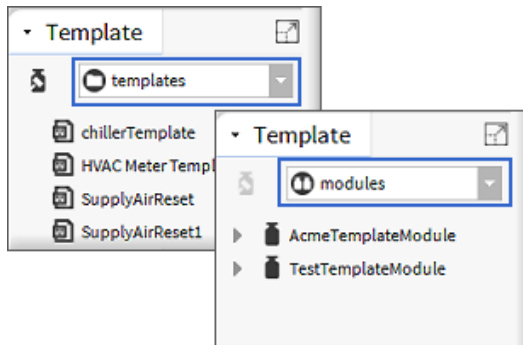 Template
templates
chillerTemplate
HVAC Meter Templ
SupplyAirReset
SupplyAirReset1
Template
modules
AcmeTemplateModule
TestTemplateModule